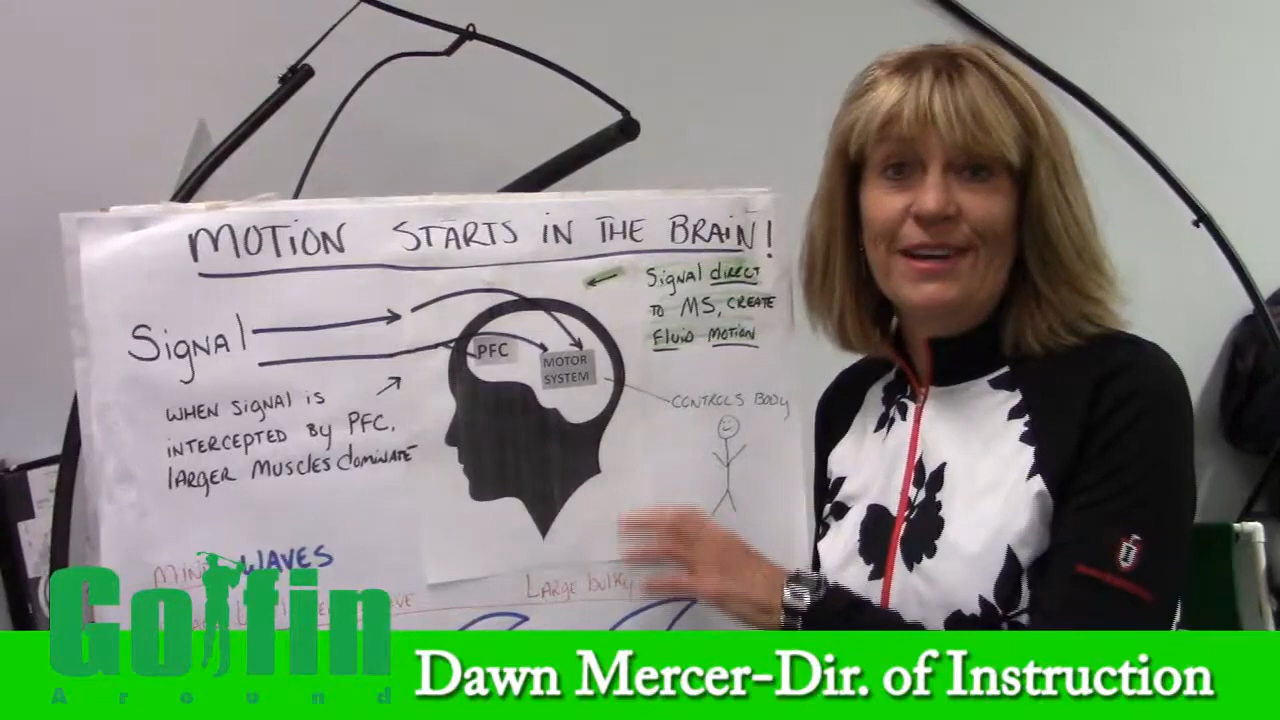 MOTION STARTS IN THE BRAIN!
Signal direct
to MS, CREATE
Fluid MOTION
Signal
PFC
MOTOR
SYSTEM
CONTROLS BODY
WHEN SIGNAL IS
INTERCEPTED BY PFC,
LARGER MUSCLES DOMINATE
WAVES
LARGE bulky
Golfin
Around
Dawn Mercer-Dir. of Instruction